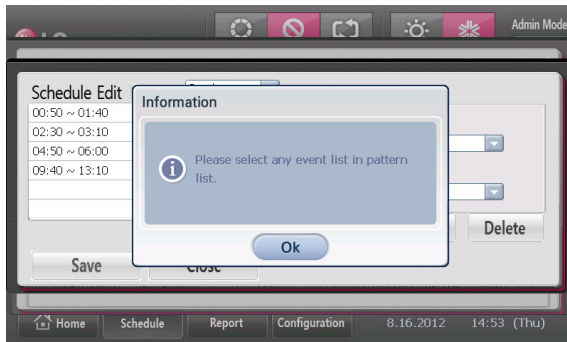 LG
Admin Mode
Schedule Edit
Information
00:50 ~ 01:40
02:30 ~ 03:10
04:50 ~ 06:00
09:40 ~ 13:10
Please select any event list in pattern
list.
Ok
Delete
Save
Close
Home Schedule Report Configuration 8.16.2012 14:53 (Thu)